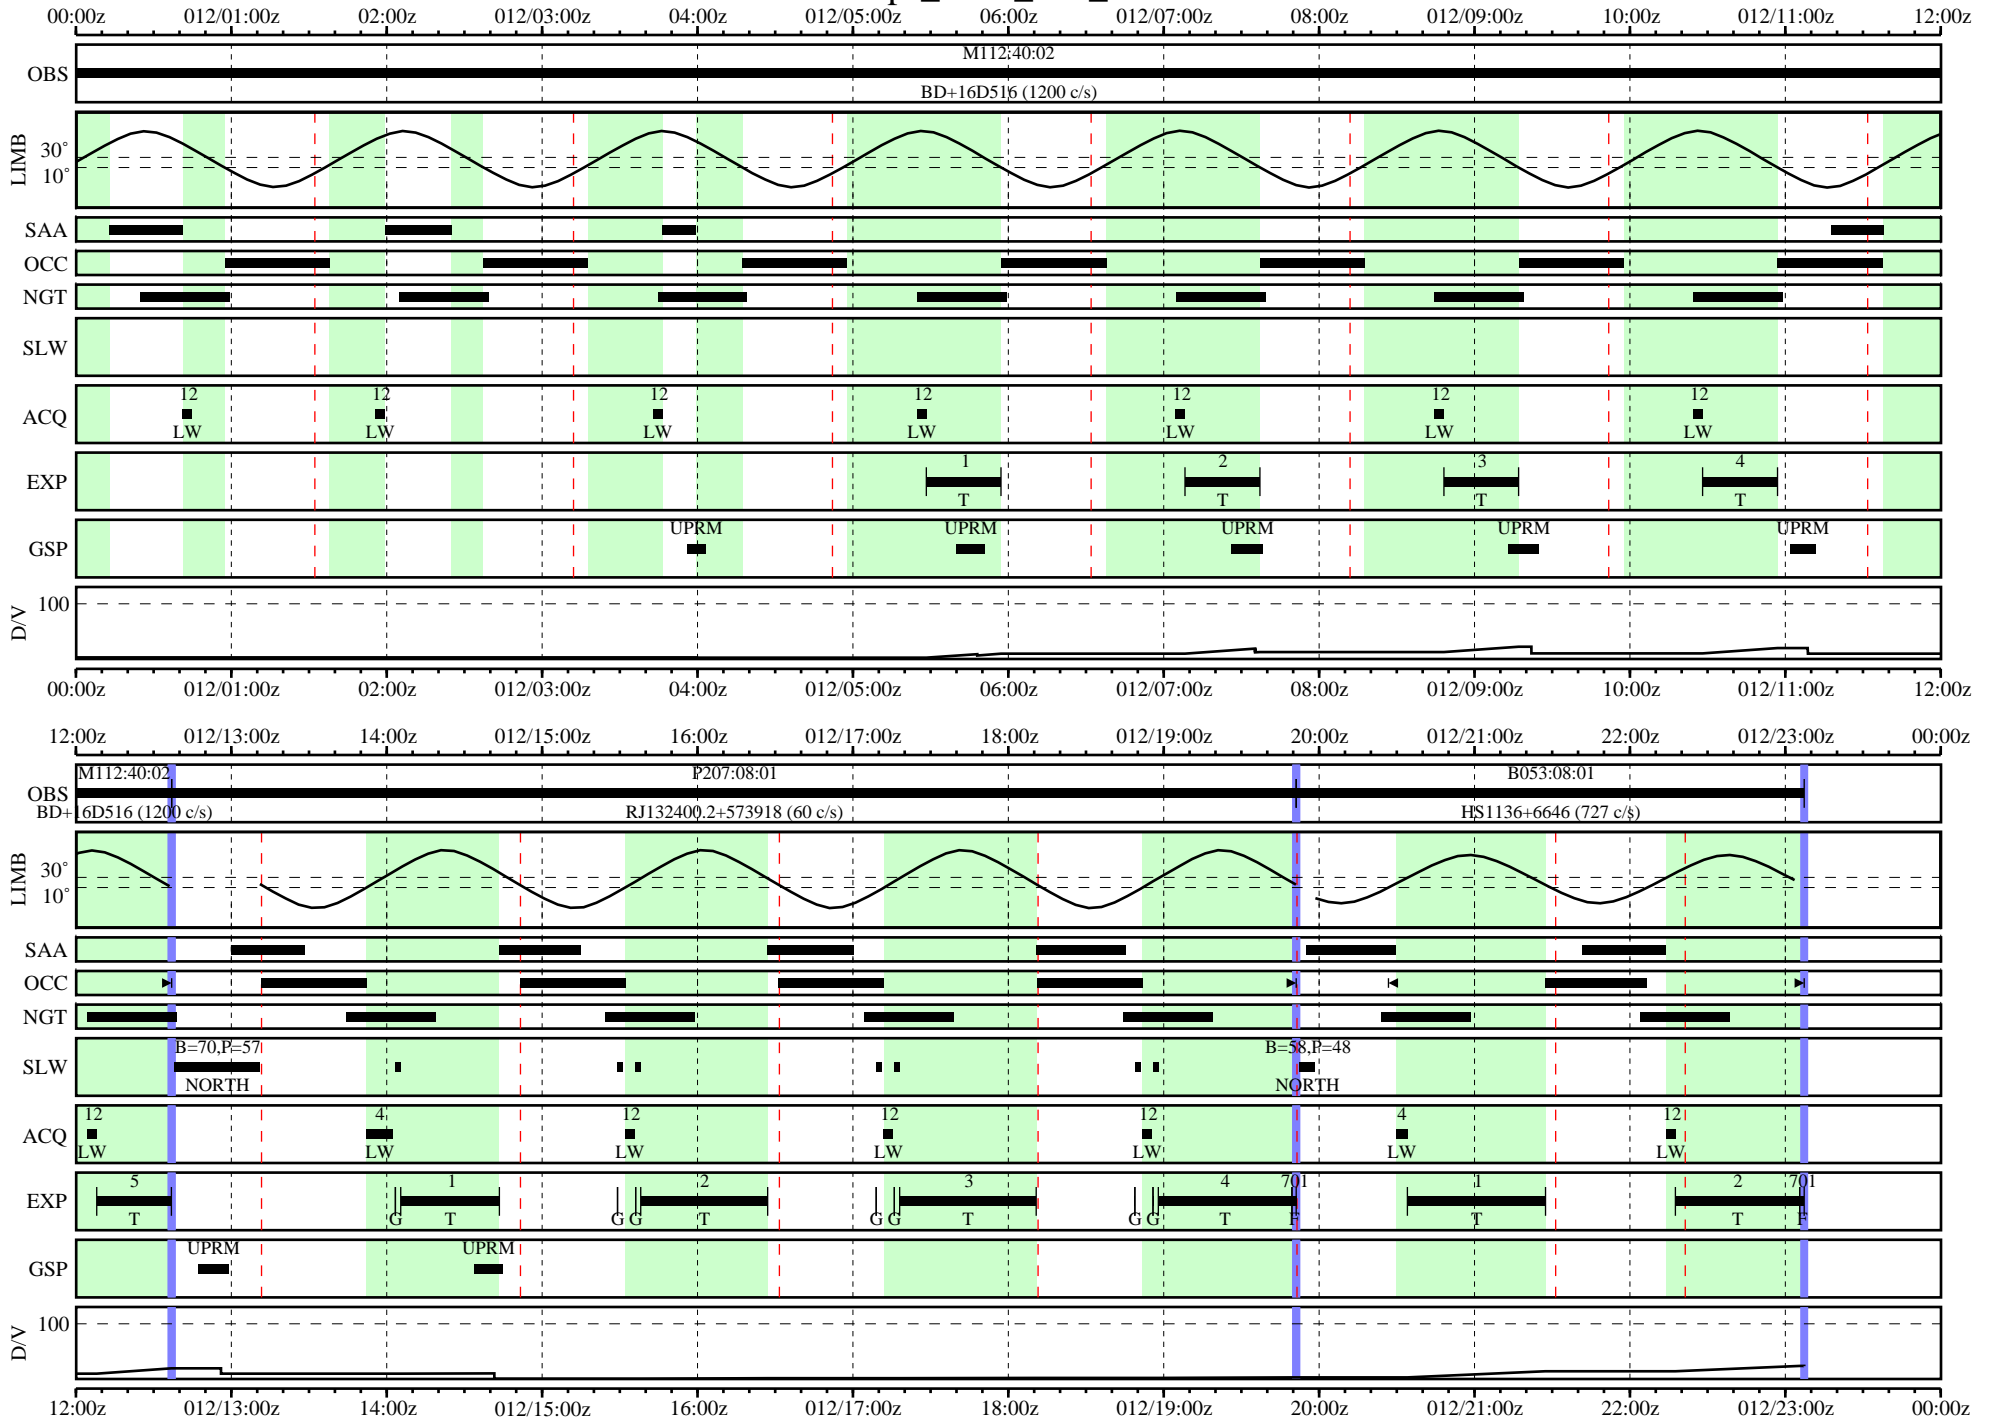 00:00z 012/01:00z 02:00z 012/03:00z 04:00z 012/05:00z 06:00z 012/07:00z 08:00z 012/09:00z 10:00z 012/11:00z 12:00z
M112:40:02
OBS
BD+16D516 (1200 c/s)
LIMB 30° 10°
SAA
OCC
NGT
SLW
12 12 12 12 12 12 12
ACQ
LW LW LW LW LW LW LW
1 2 3 4
EXP
T T T T
UPRM UPRM UPRM UPRM UPRM
GSP
D/V 100
00:00z 012/01:00z 02:00z 012/03:00z 04:00z 012/05:00z 06:00z 012/07:00z 08:00z 012/09:00z 10:00z 012/11:00z 12:00z
12:00z 012/13:00z 14:00z 012/15:00z 16:00z 012/17:00z 18:00z 012/19:00z 20:00z 012/21:00z 22:00z 012/23:00z 00:00z
M112:40:02 P207:08:01 B053:08:01
OBS
BD+16D516 (1200 c/s) RJ132400.2+573918 (60 c/s) HS1136+6646 (727 c/s)
LIMB 30° 10°
SAA
OCC
NGT
B=70,P=57 B=58,P=48
SLW
NORTH NORTH
12 4 12 12 12 4 12
ACQ
LW LW LW LW LW LW LW
5 1 2 3 4 701 1 2 701
EXP
T G T G G T G G T G G T F T T F
UPRM UPRM
GSP
D/V 100
12:00z 012/13:00z 14:00z 012/15:00z 16:00z 012/17:00z 18:00z 012/19:00z 20:00z 012/21:00z 22:00z 012/23:00z 00:00z